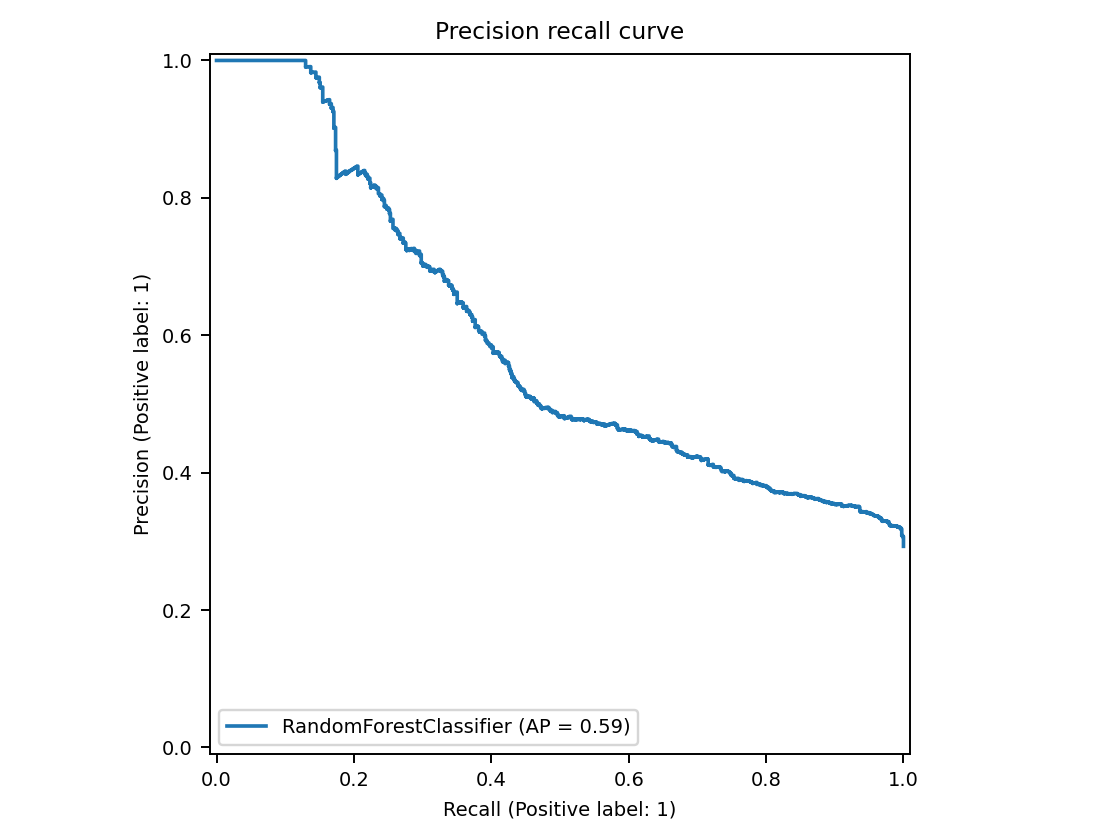 Precision recall curve
1.0
0.8
0.6
0.4
0.2
0.0
Precision (Positive label: 1)
RandomForestClassifier (AP = 0.59)
0.0 0.2 0.4 0.6 0.8 1.0
Recall (Positive label: 1)